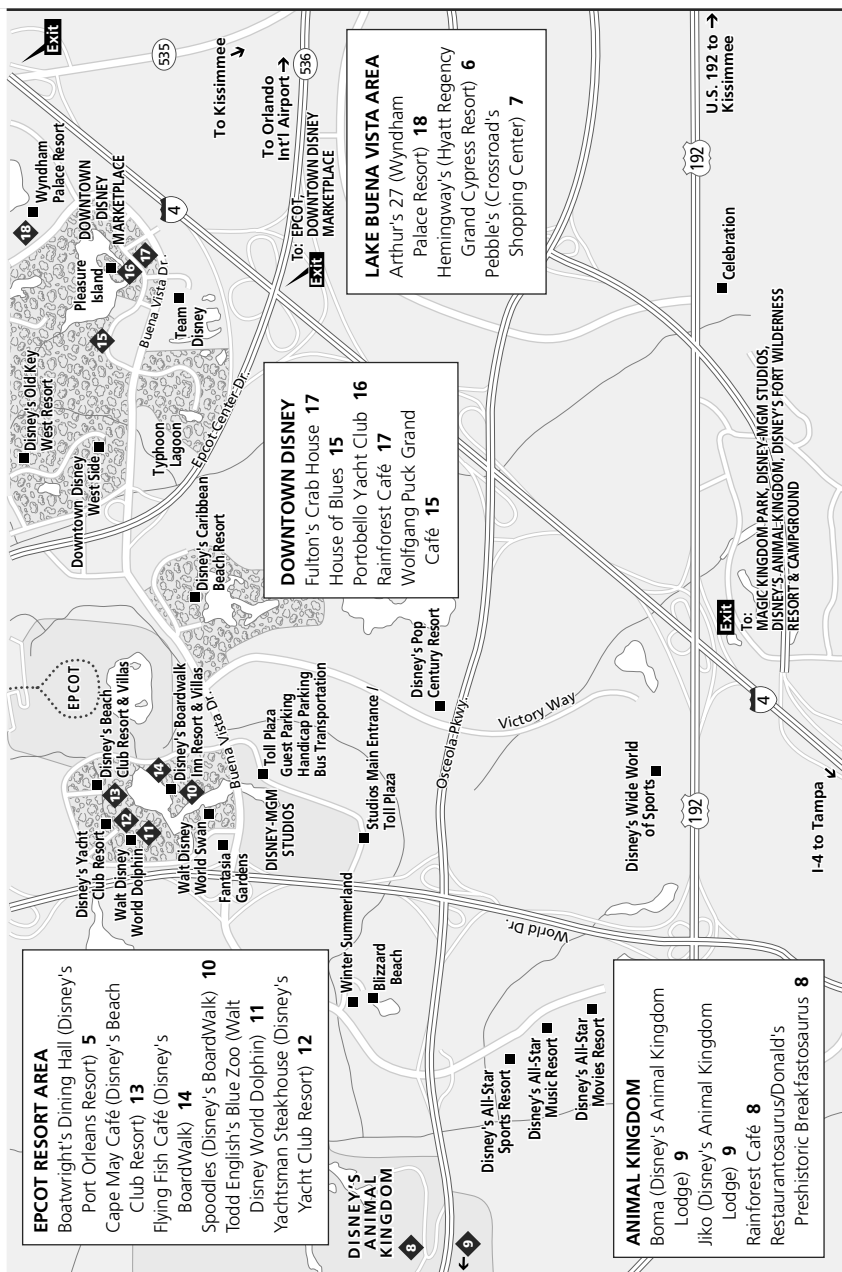 EPCOT RESORT AREA
Boatwright's Dining Hall (Disney's
Port Orleans Resort) 5
Cape May Café (Disney's Beach
Club Resort) 13
Flying Fish Café (Disney's
BoardWalk) 14
Spoodles (Disney's BoardWalk) 10
Todd English's Blue Zoo (Walt
Disney World Dolphin) 11
Yachtsman Steakhouse (Disney's
Yacht Club Resort) 12
DOWNTOWN DISNEY
Fulton's Crab House 17
House of Blues 15
Portobello Yacht Club 16
Rainforest Café 17
Wolfgang Puck Grand
Café 15
LAKE BUENA VISTA AREA
Arthur's 27 (Wyndham
Palace Resort) 18
Hemingway's (Hyatt Regency
Grand Cypress Resort) 6
Pebble's (Crossroad's
Shopping Center) 7
ANIMAL KINGDOM
Boma (Disney's Animal Kingdom
Lodge) 9
Jiko (Disney's Animal Kingdom
Lodge) 9
Rainforest Café 8
Restaurantosaurus/Donald's
Preshistoric Breakfastosaurus 8
DISNEY'S
ANIMAL
KINGDOM
8
9
Disney's Yacht
Club Resort
Walt Disney
World Dolphin
Walt Disney
World Swan
Fantasia
Gardens
EPCOT
Disney's Beach
Club Resort & Villas
13
12
11
14
Disney's Boardwalk
Inn Resort & Villas
10
Buena Vista Dr.
DISNEY-MGM
STUDIOS
Toll Plaza
Guest Parking
Handicap Parking
Bus Transportation
Studios Main Entrance /
Toll Plaza
Winter Summerland
Blizzard
Beach
Disney's All-Star
Sports Resort
Disney's All-Star
Music Resort
Disney's All-Star
Movies Resort
World Dr.
Osceola Pkwy.
Disney's Pop
Century Resort
Victory Way
Disney's Wide World
of Sports
192
I-4 to Tampa
4
Exit
To:
MAGIC KINGDOM PARK, DISNEY-MGM STUDIOS,
DISNEY'S ANIMAL KINGDOM, DISNEY'S FORT WILDERNESS
RESORT & CAMPGROUND
Celebration
192
U.S. 192 to
Kissimmee
Disney's Caribbean
Beach Resort
Disney's Old Key
West Resort
Downtown Disney
West Side
Typhoon
Lagoon
Epcot Center Dr.
Buena Vista Dr.
Team
Disney
15
Pleasure
Island
16
17
DOWNTOWN
DISNEY
MARKETPLACE
18
Wyndham
Palace Resort
4
Exit
535
To Kissimmee
To Orlando
Int'l Airport
536
To: EPCOT,
DOWNTOWN DISNEY
MARKETPLACE
Exit